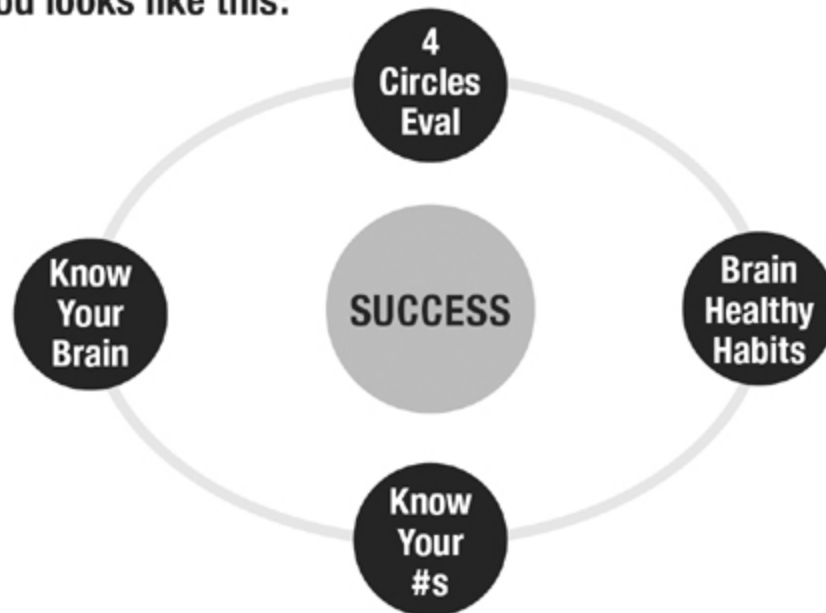 ou looks like this:
4
Circles
Eval
Know
Your
Brain
SUCCESS
Brain
Healthy
Habits
Know
Your
#s